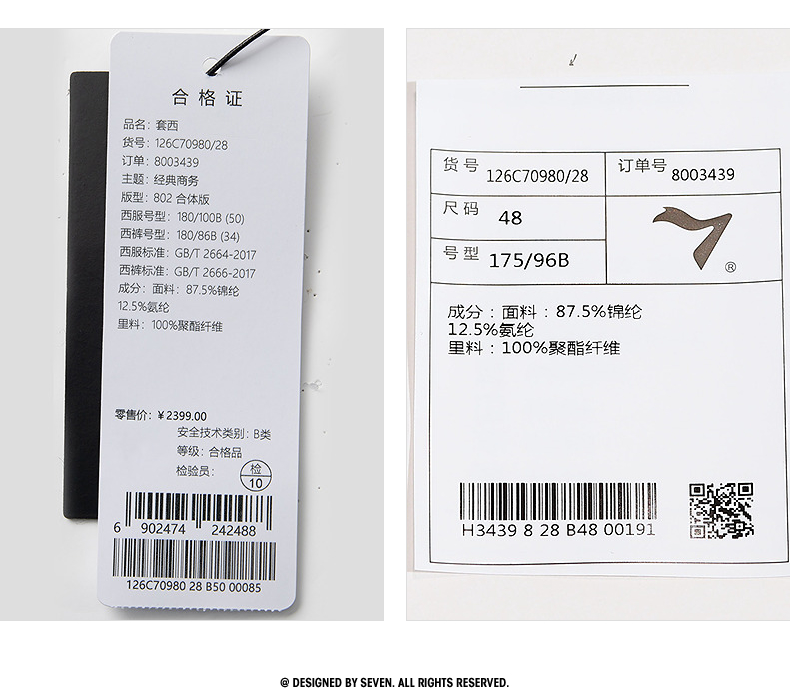 合格证
品名：套西
货号：126C70980/28
订单：8003439
主题：经典商务
版型：802 合体版
西服号型：180/100B (50)
西裤号型：180/86B (34)
西服标准：GB/T 2664-2017
西裤标准：GB/T 2666-2017
成分：面料：87.5%锦纶
12.5%氨纶
里料：100%聚酯纤维
零售价：￥2399.00
安全技术类别：B类
等级：合格品
检验员：
检
10
6 902474 242488
126C70980 28 B50 00085
货号 126C70980/28
订单号 8003439
尺码 48
号型 175/96B
®
成分：面料：87.5%锦纶
12.5%氨纶
里料：100%聚酯纤维
H3439 8 28 B48 00191
@ DESIGNED BY SEVEN. ALL RIGHTS RESERVED.